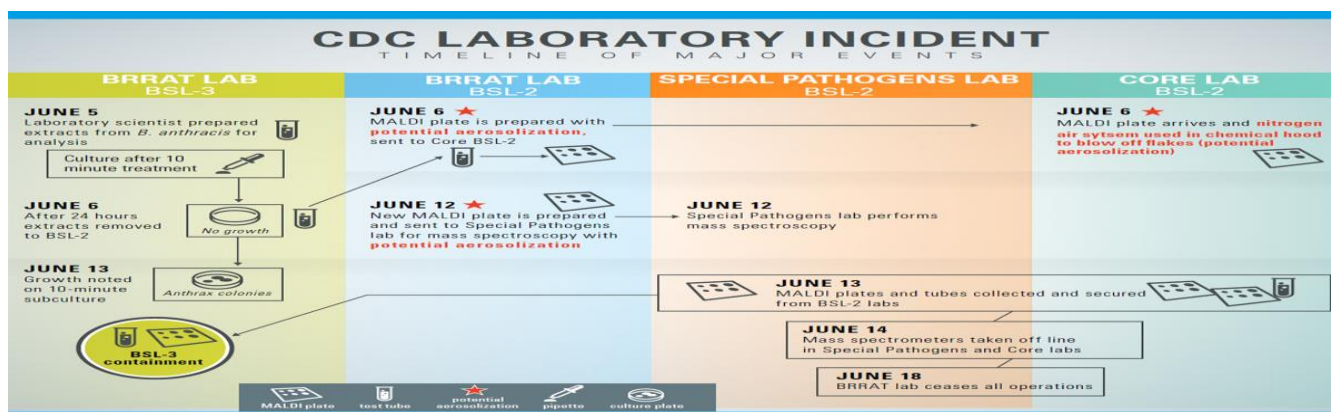 CDC LABORATORY INCIDENT
TIMELINE OF MAJOR EVENTS
BRRAT LAB
BSL-3
JUNE 5
Laboratory scientist prepared
extracts from B. anthracis for
analysis
Culture after 10
minute treatment
JUNE 6
After 24 hours
extracts removed
to BSL-2
No growth
JUNE 13
Growth noted
on 10-minute
subculture
Anthrax colonies
BSL-3
containment
BRRAT LAB
BSL-2
JUNE 6
MALDI plate is prepared with
potential aerosolization,
sent to Core BSL-2
JUNE 12
New MALDI plate is prepared
and sent to Special Pathogens
lab for mass spectroscopy with
potential aerosolization
SPECIAL PATHOGENS LAB
BSL-2
JUNE 12
Special Pathogens lab performs
mass spectroscopy
CORE LAB
BSL-2
JUNE 6
MALDI plate arrives and nitrogen
air sytsem used in chemical hood
to blow off flakes (potential
aerosolization)
JUNE 13
MALDI plates and tubes collected and secured
from BSL-2 labs
JUNE 14
Mass spectrometers taken off line
in Special Pathogens and Core labs
JUNE 18
BRRAT lab ceases all operations
MALDI plate
test tube
potential
aerosolization
pipette
culture plate